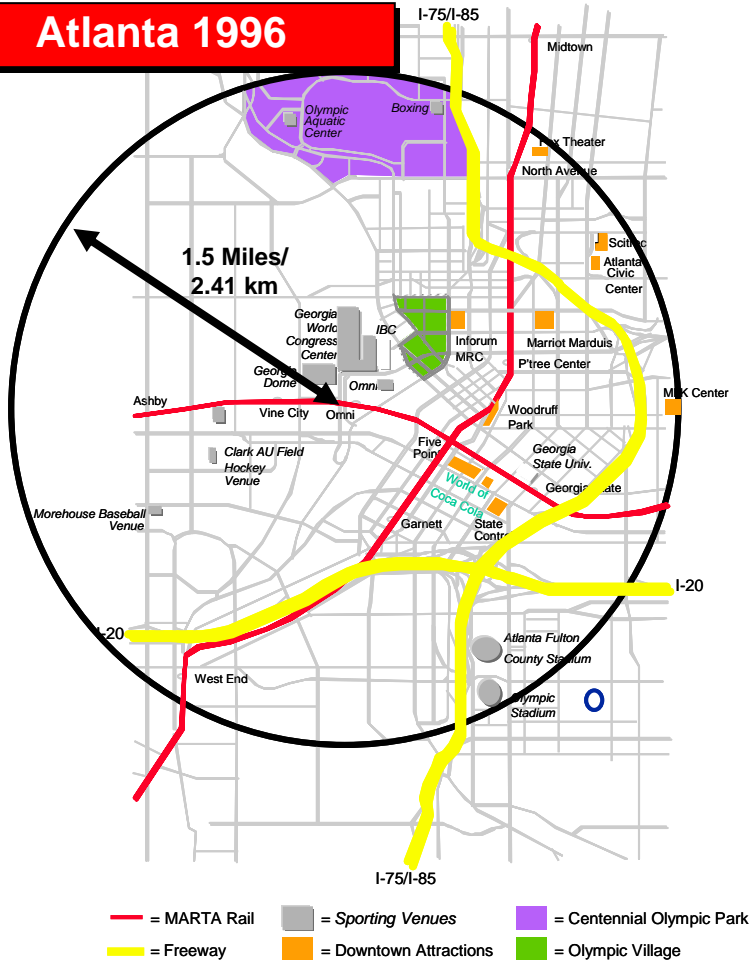 Atlanta 1996
I-75/I-85
Midtown
Olympic
Aquatic
Center
Boxing
Fox Theater
North Avenue
Scitrec
Atlanta
Civic
Center
1.5 Miles/
2.41 km
Georgia
World
Congress
Center
IBC
Inforum
MRC
Marriot Marduis
P'tree Center
Georgia
Dome
Omni
Ashby
Vine City
Omni
MLK Center
Woodruff
Park
Five
Point
Georgia
State Univ.
Clark AU Field
Hockey
Venue
World of
Coca Cola
Georgia State
Morehouse Baseball
Venue
Garnett
State
I-20
I-20
Atlanta Fulton
County Stadium
West End
Olympic
Stadium
I-75/I-85
= MARTA Rail
= Sporting Venues
= Centennial Olympic Park
= Freeway
= Downtown Attractions
= Olympic Village